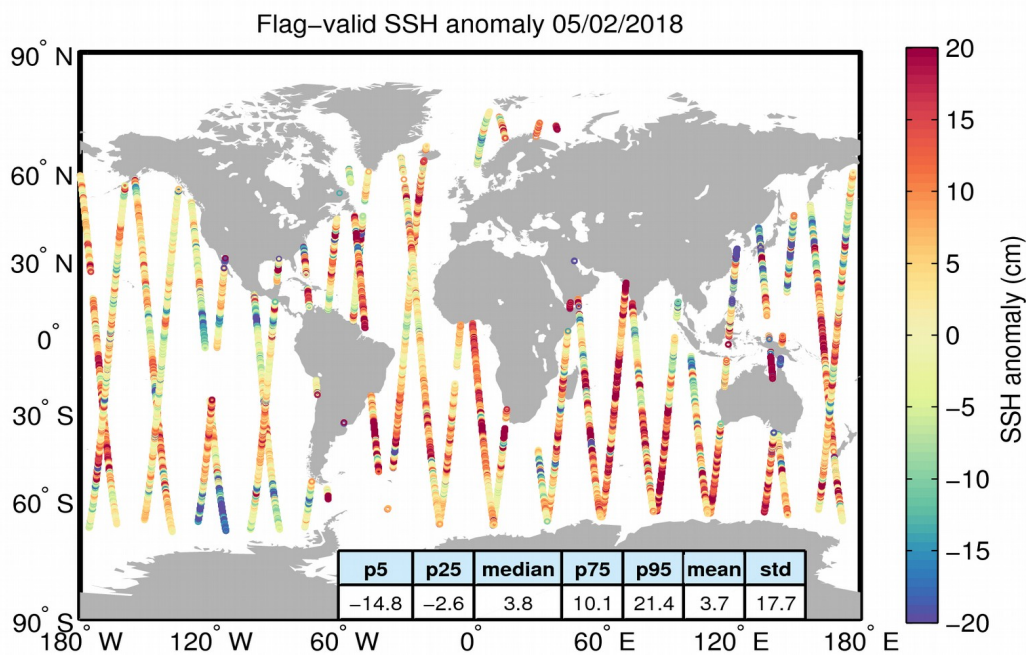 Flag−valid SSH anomaly 05/02/2018
90° N
60° N
30° N
0°
30° S
60° S
90° S
180° W
120° W
60° W
0°
60° E
120° E
180° E
p5 p25 median p75 p95 mean std
−14.8 −2.6 3.8 10.1 21.4 3.7 17.7
20
15
10
5
0
−5
−10
−15
−20
SSH anomaly (cm)